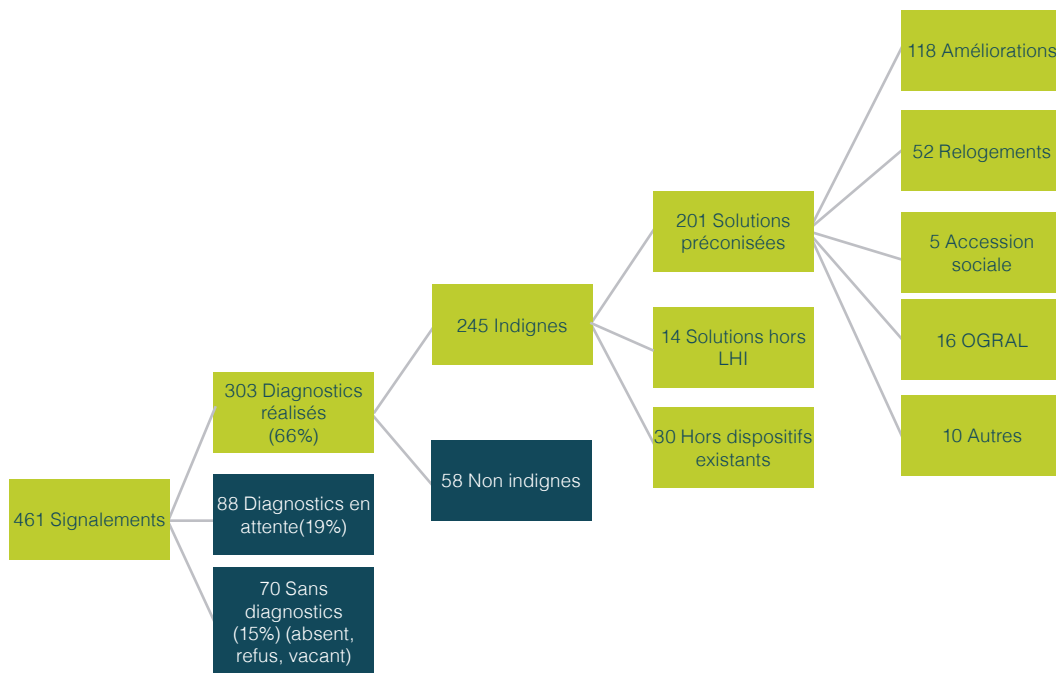 461 Signalements
303 Diagnostics
réalisés
(66%)
88 Diagnostics en
attente(19%)
70 Sans
diagnostics
(15%) (absent,
refus, vacant)
245 Indignes
58 Non indignes
201 Solutions
préconisées
14 Solutions hors
LHI
30 Hors dispositifs
existants
118 Améliorations
52 Relogements
5 Accession
sociale
16 OGRAL
10 Autres